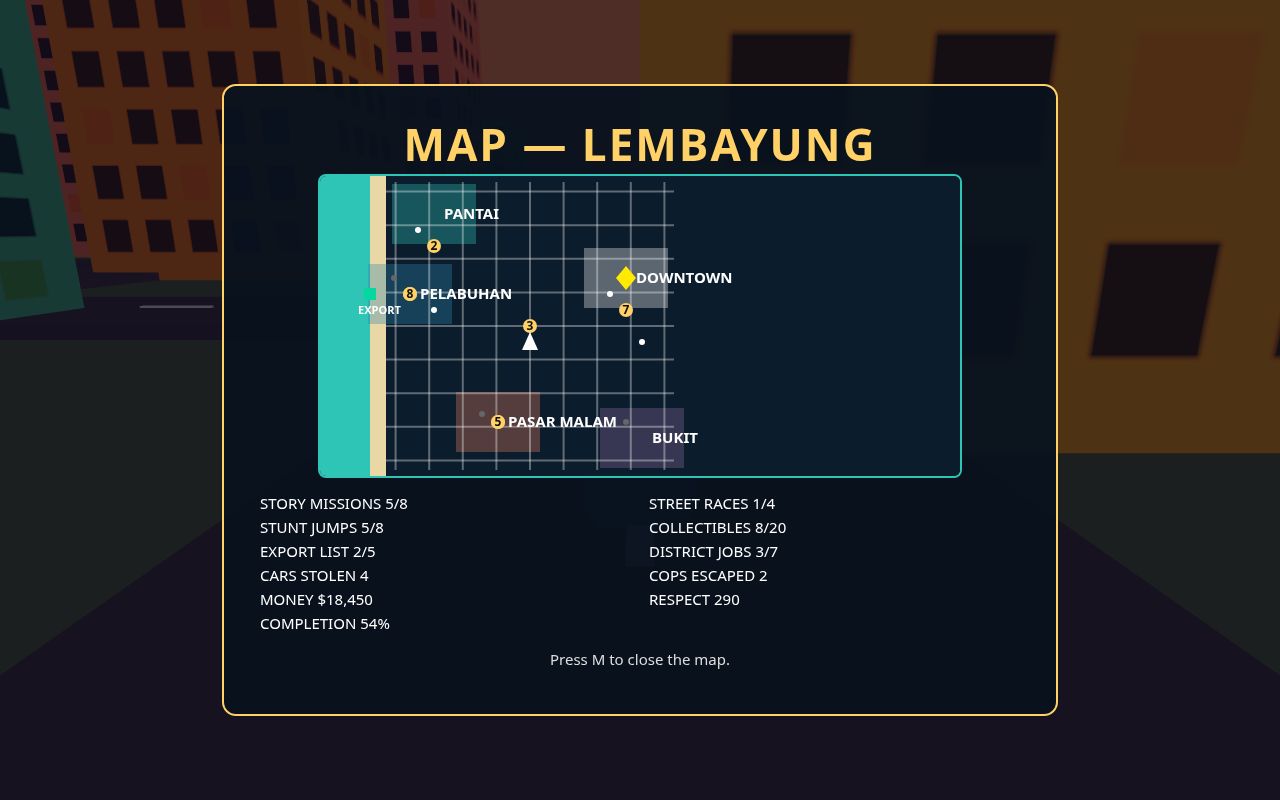 MAP — LEMBAYUNG
PANTAI
2
DOWNTOWN
8 PELABUHAN
EXPORT
7
3
5 PASAR MALAM
BUKIT
STORY MISSIONS 5/8
STREET RACES 1/4
STUNT JUMPS 5/8
COLLECTIBLES 8/20
EXPORT LIST 2/5
DISTRICT JOBS 3/7
CARS STOLEN 4
COPS ESCAPED 2
MONEY $18,450
RESPECT 290
COMPLETION 54%
Press M to close the map.